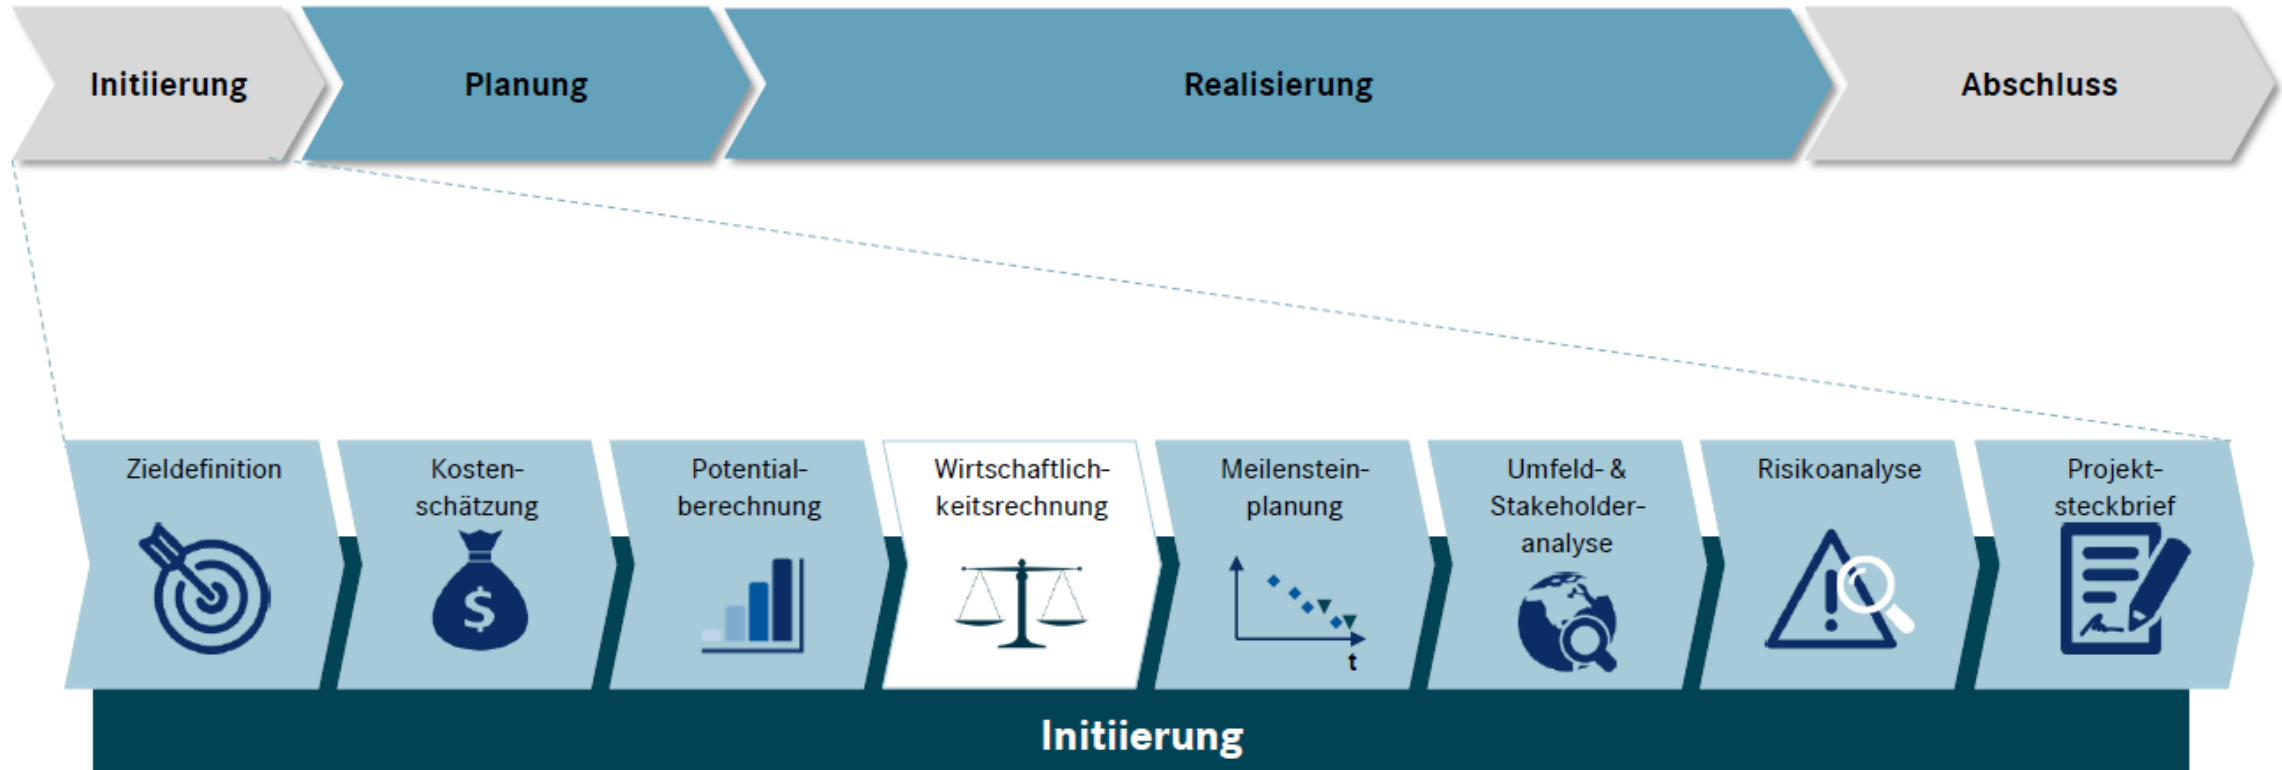 Initiierung
Planung
Realisierung
Abschluss
Zieldefinition
Kosten-
schätzung
$
Potential-
berechnung
Wirtschaftlich-
keitsrechnung
Meilenstein-
planung
t
Umfeld- &
Stakeholder-
analyse
Risikoanalyse
Projekt-
steckbrief
Initiierung